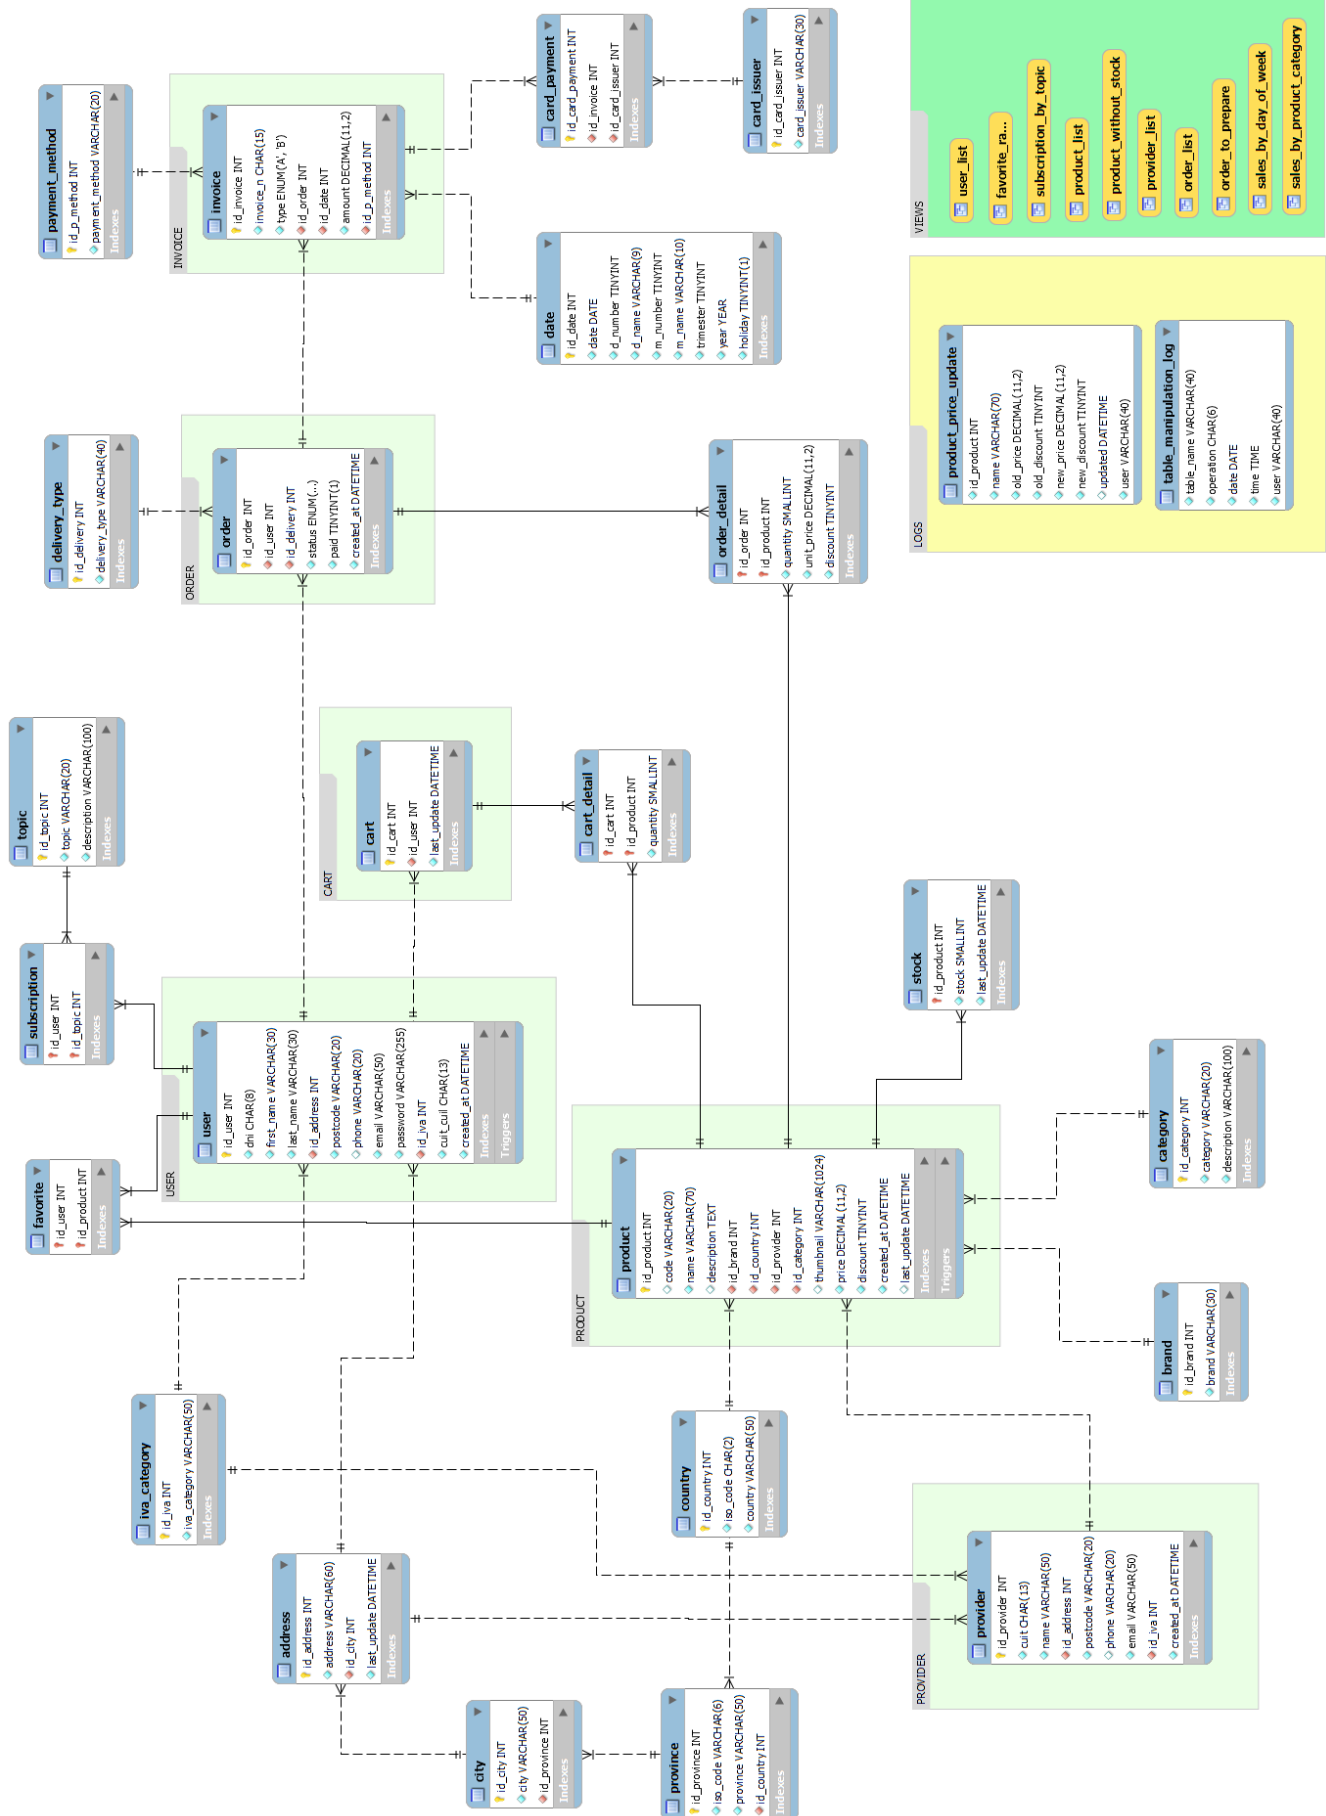 payment_method
id_p_method INT
payment_method VARCHAR(20)
Indexes
INVOICE
invoice
id_invoice INT
invoice_n CHAR(15)
type ENUM('A', 'B')
id_order INT
id_date INT
amount DECIMAL(11,2)
id_p_method INT
Indexes
card_payment
id_card_payment INT
id_invoice INT
id_card_issuer INT
Indexes
card_issuer
id_card_issuer INT
card_issuer VARCHAR(30)
Indexes
date
id_date INT
date DATE
d_number TINYINT
d_name VARCHAR(9)
m_number TINYINT
m_name VARCHAR(10)
trimester TINYINT
year YEAR
holiday TINYINT(1)
Indexes
VIEWS
user_list
favorite_ra...
subscription_by_topic
product_list
product_without_stock
provider_list
order_list
order_to_prepare
sales_by_day_of_week
sales_by_product_category
delivery_type
id_delivery INT
delivery_type VARCHAR(40)
Indexes
ORDER
order
id_order INT
id_user INT
id_delivery INT
status ENUM(...)
paid TINYINT(1)
created_at DATETIME
Indexes
order_detail
id_order INT
id_product INT
quantity SMALLINT
unit_price DECIMAL(11,2)
discount TINYINT
Indexes
LOGS
product_price_update
id_product INT
name VARCHAR(70)
old_price DECIMAL(11,2)
old_discount TINYINT
new_price DECIMAL(11,2)
new_discount TINYINT
updated DATETIME
user VARCHAR(40)
Indexes
table_manipulation_log
table_name VARCHAR(40)
operation CHAR(6)
date DATE
time TIME
user VARCHAR(40)
Indexes
topic
id_topic INT
topic VARCHAR(20)
description VARCHAR(100)
Indexes
CART
cart
id_cart INT
id_user INT
last_update DATETIME
Indexes
cart_detail
id_cart INT
id_product INT
quantity SMALLINT
Indexes
subscription
id_user INT
id_topic INT
Indexes
USER
user
id_user INT
dni CHAR(8)
first_name VARCHAR(30)
last_name VARCHAR(30)
id_address INT
postcode VARCHAR(20)
phone VARCHAR(20)
email VARCHAR(50)
password VARCHAR(255)
id_iva INT
cuit_cuil CHAR(13)
created_at DATETIME
Indexes
Triggers
stock
id_product INT
stock SMALLINT
last_update DATETIME
Indexes
favorite
id_user INT
id_product INT
Indexes
PRODUCT
product
id_product INT
code VARCHAR(20)
name VARCHAR(70)
description TEXT
id_brand INT
id_country INT
id_provider INT
id_category INT
thumbnail VARCHAR(1024)
price DECIMAL(11,2)
discount TINYINT
created_at DATETIME
last_update DATETIME
Indexes
Triggers
category
id_category INT
category VARCHAR(20)
description VARCHAR(100)
Indexes
brand
id_brand INT
brand VARCHAR(30)
Indexes
iva_category
id_iva INT
iva_category VARCHAR(50)
Indexes
country
id_country INT
iso_code CHAR(2)
country VARCHAR(50)
Indexes
address
id_address INT
address VARCHAR(60)
id_city INT
last_update DATETIME
Indexes
PROVIDER
provider
id_provider INT
cuit CHAR(13)
name VARCHAR(50)
id_address INT
postcode VARCHAR(20)
phone VARCHAR(20)
email VARCHAR(50)
id_iva INT
created_at DATETIME
Indexes
city
id_city INT
city VARCHAR(50)
id_province INT
Indexes
province
id_province INT
iso_code VARCHAR(6)
province VARCHAR(50)
id_country INT
Indexes